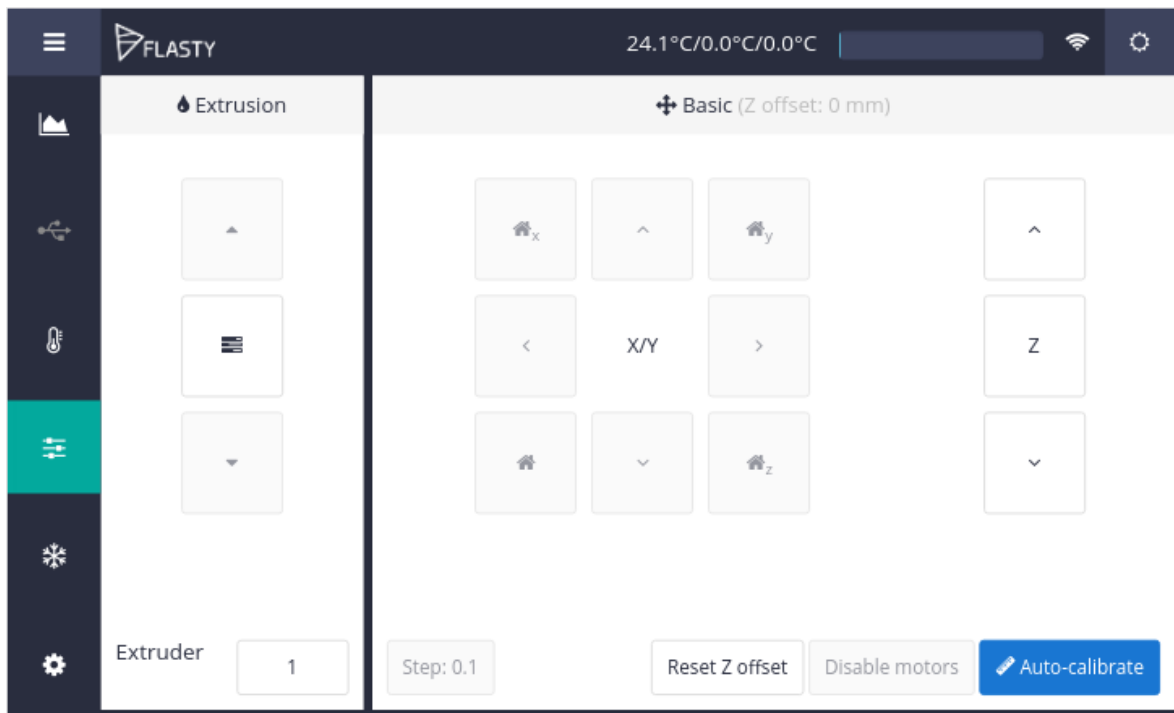 FLASTY
24.1°C/0.0°C/0.0°C
Extrusion
Basic (Z offset: 0 mm)
x
y
X/Y
Z
z
Extruder
1
Step: 0.1
Reset Z offset
Disable motors
Auto-calibrate